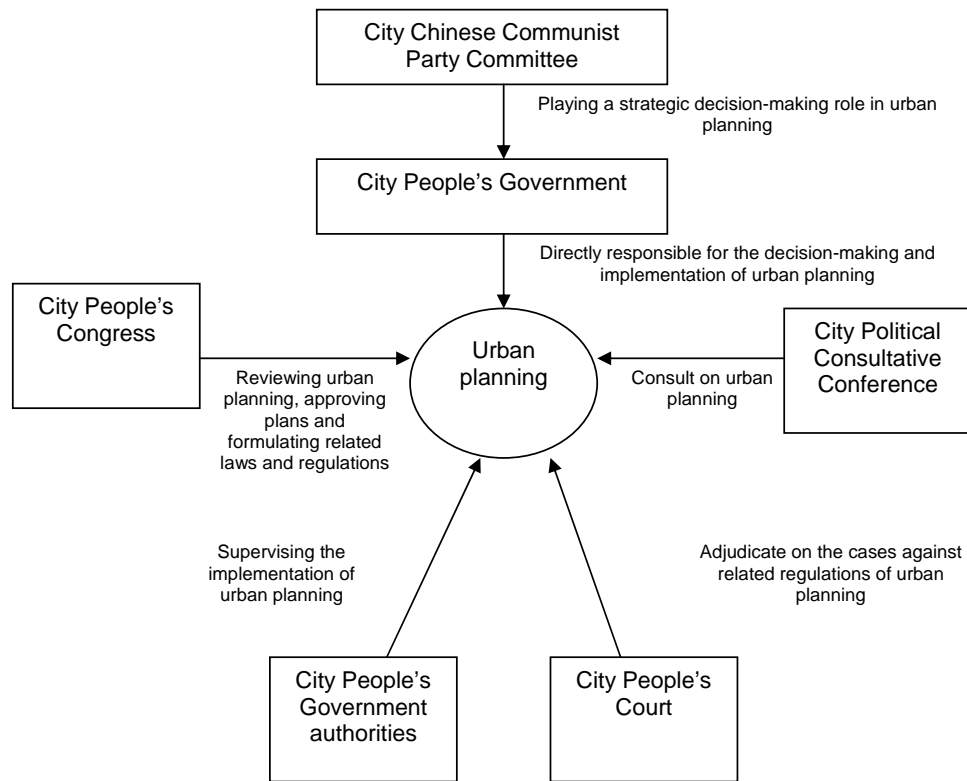 City Chinese Communist
Party Committee
Playing a strategic decision-making role in urban
planning
City People's Government
Directly responsible for the decision-making and
implementation of urban planning
City People's
Congress
Urban
planning
City Political
Consultative
Conference
Reviewing urban
planning, approving
plans and
formulating related
laws and regulations
Consult on urban
planning
Supervising the
implementation of
urban planning
Adjudicate on the cases against
related regulations of urban
planning
City People's
Government
authorities
City People's
Court